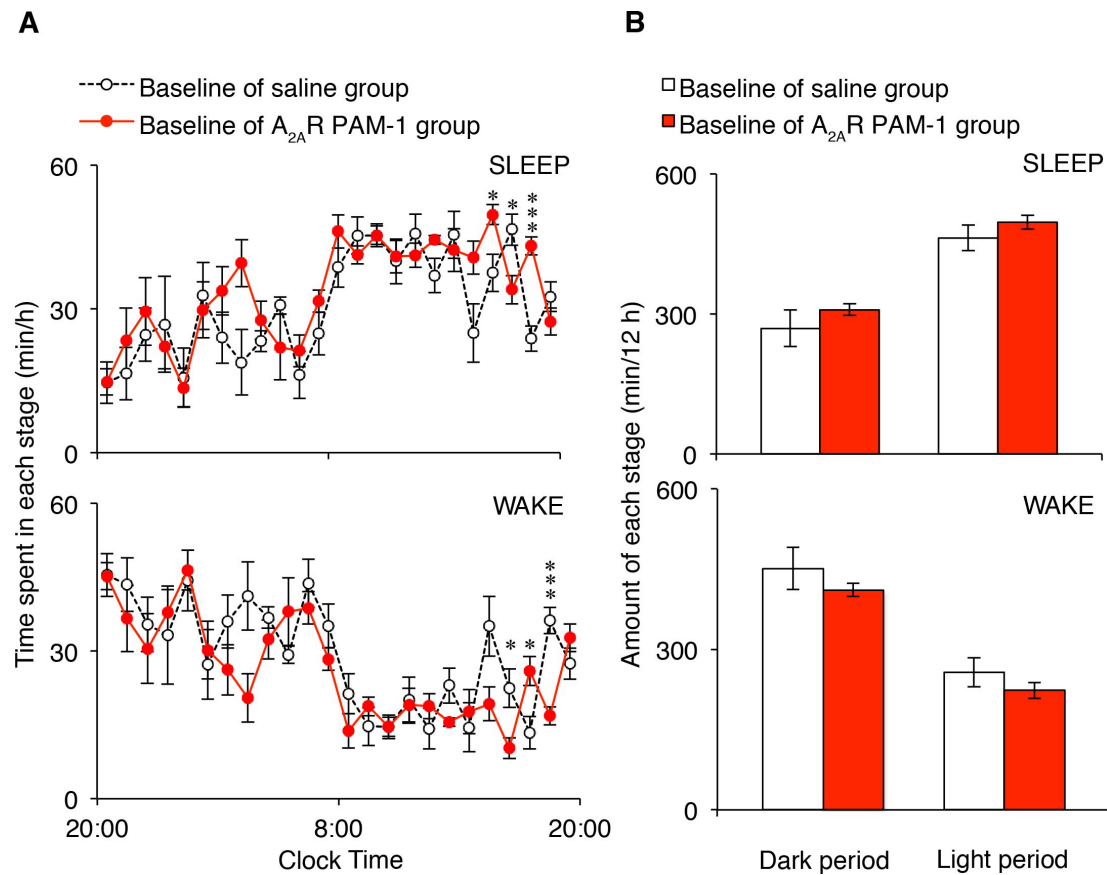 A
B
Baseline of saline group
Baseline of A2AR PAM-1 group
Baseline of saline group
Baseline of A2AR PAM-1 group
SLEEP
60
30
0
* * ***
SLEEP
600
300
0
Time spent in each stage (min/h)
Amount of each stage (min/12 h)
WAKE
60
30
0
* * ***
20:00 8:00 20:00
Clock Time
WAKE
600
300
0
Dark period Light period